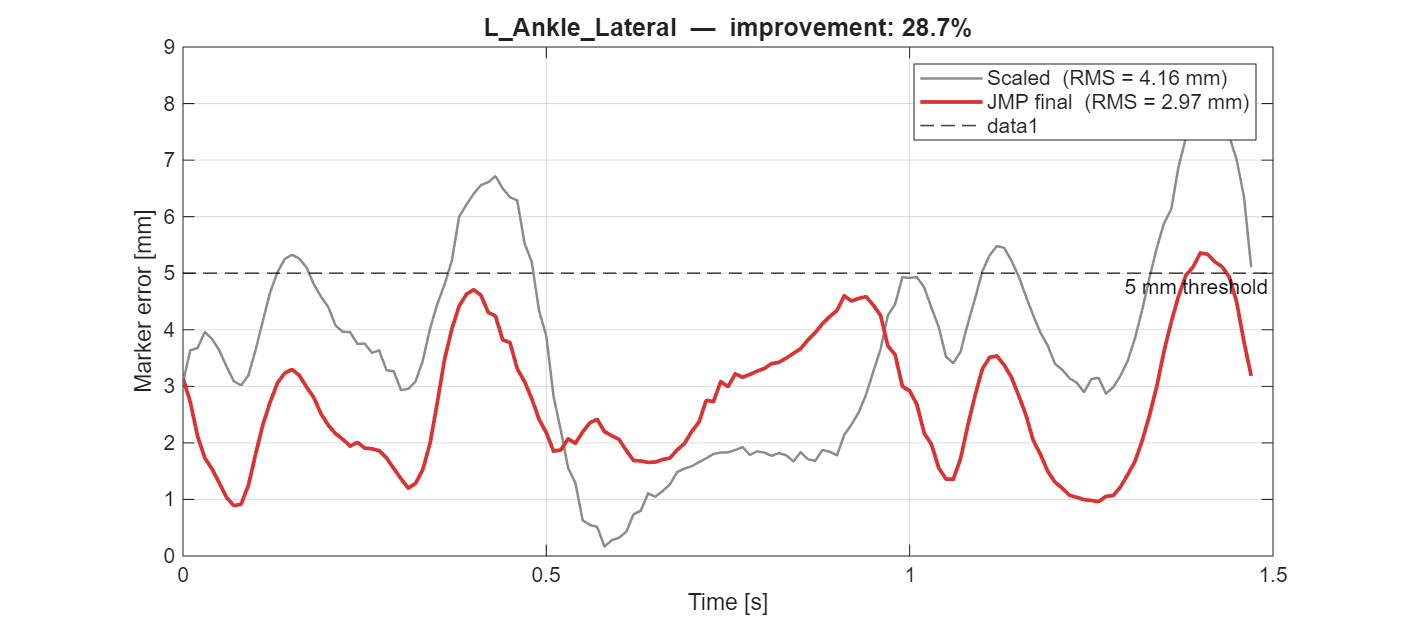 L_Ankle_Lateral — improvement: 28.7%
9
8
7
6
5
4
3
2
1
0
Marker error [mm]
Scaled (RMS = 4.16 mm)
JMP final (RMS = 2.97 mm)
data1
5 mm threshold
0 0.5 1 1.5
Time [s]